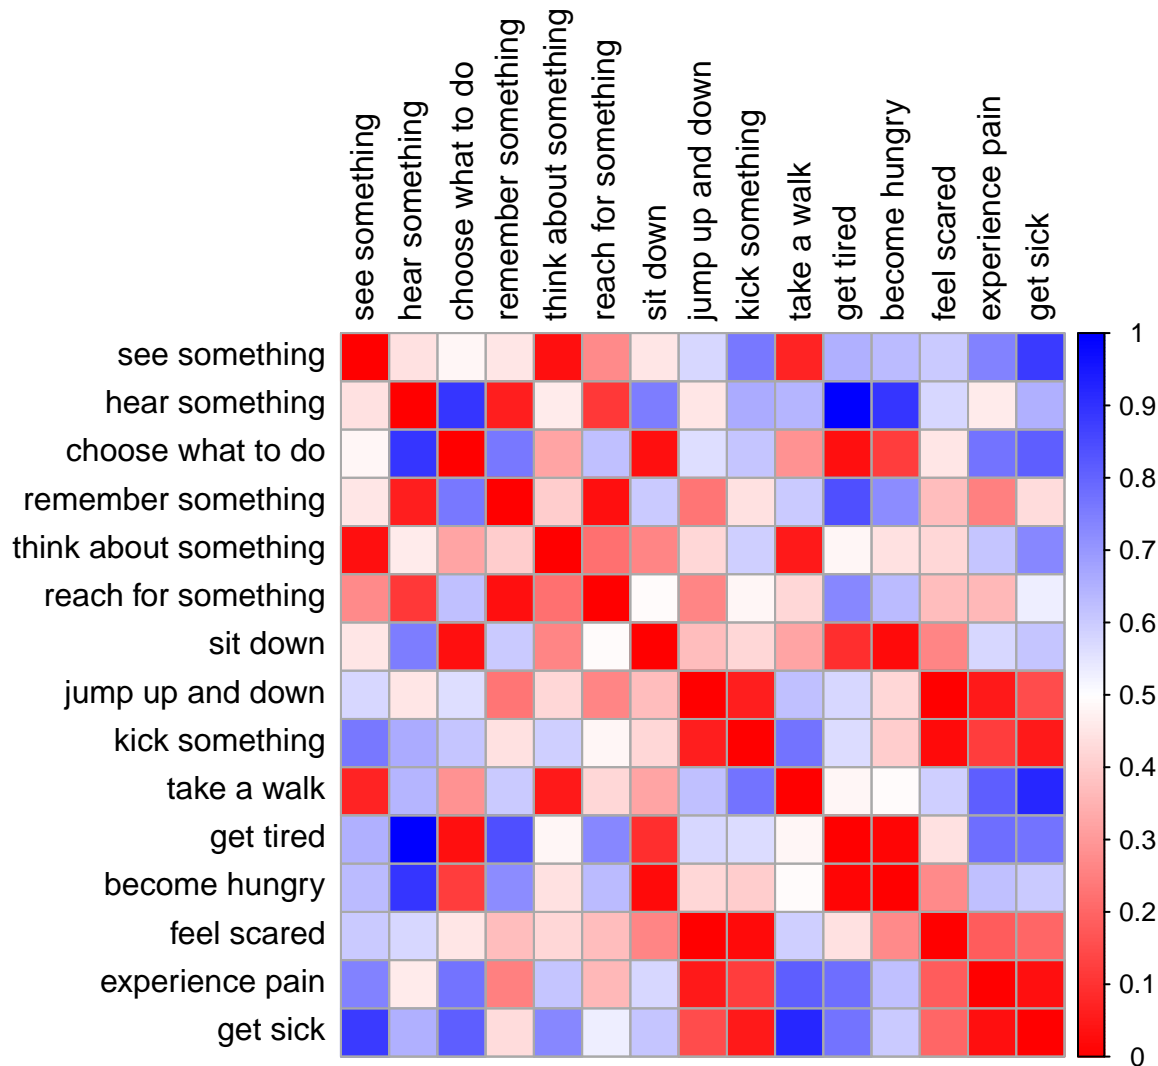 see something
hear something
choose what to do
remember something
think about something
reach for something
sit down
jump up and down
kick something
take a walk
get tired
become hungry
feel scared
experience pain
get sick
see something
hear something
choose what to do
remember something
think about something
reach for something
sit down
jump up and down
kick something
take a walk
get tired
become hungry
feel scared
experience pain
get sick
1
0.9
0.8
0.7
0.6
0.5
0.4
0.3
0.2
0.1
0